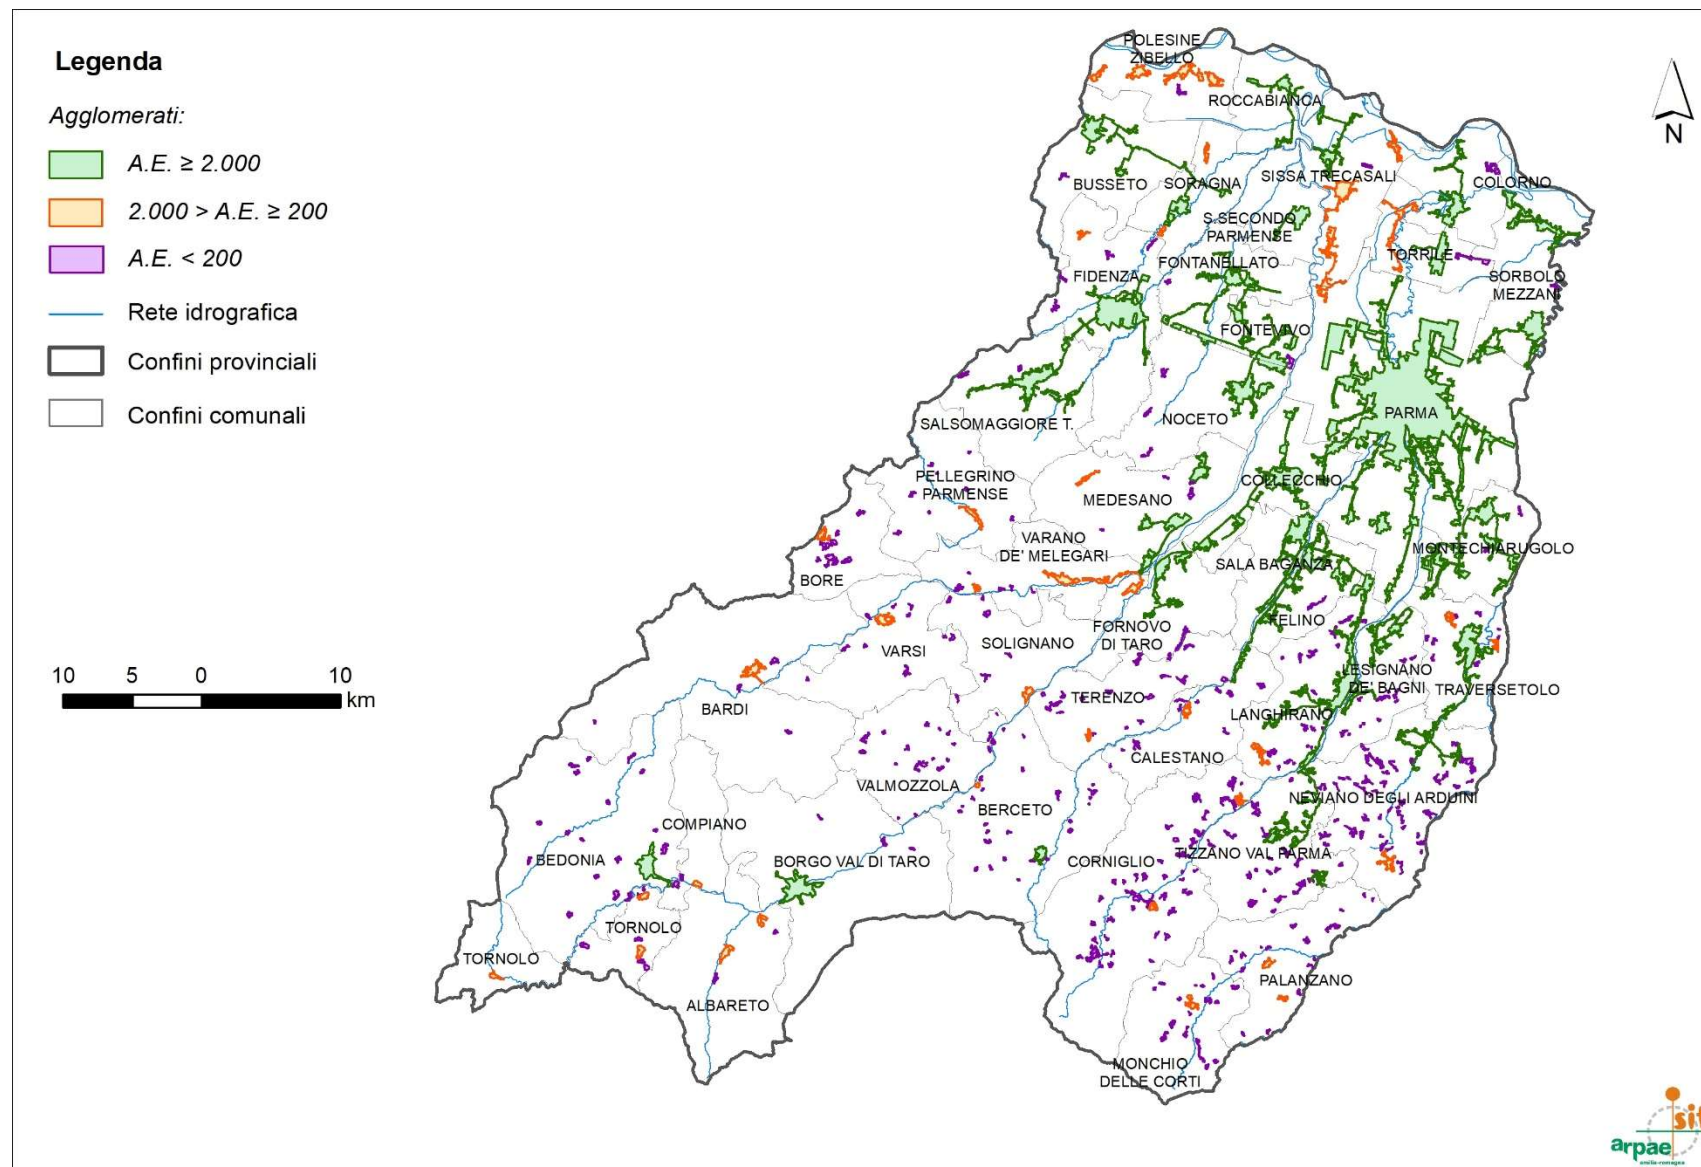 Legenda
Agglomerati:
A.E. ≥ 2.000
2.000 > A.E. ≥ 200
A.E. < 200
Rete idrografica
Confini provinciali
Confini comunali
10 5 0 10
km
N
POLESINE
ZIBELLO
ROCCABIANCA
BUSSETO
SORAGNA
SISSA TRECASALI
COLORNO
S.SECONDO
PARMENSE
FONTANELLATO
TORRILE
FIDENZA
SORBOLO
MEZZANI
FONTEVIVO
PARMA
SALSOMAGGIORE T.
NOCETO
PELLEGRINO
PARMENSE
MEDESANO
COLLECCHIO
VARANO
DE' MELEGARI
MONTECHIARUGOLO
BORE
SALA BAGANZA
FELINO
FORNOVO
DI TARO
SOLIGNANO
VARSI
LESIGNANO
DE' BAGNI
TRAVERSETOLO
TERENZO
BARDI
LANGHIRANO
CALESTANO
VALMOZZOLA
BERCETO
NEVIANO DEGLI ARDUINI
COMPIANO
BEDONIA
BORGO VAL DI TARO
CORNIGLIO
TIZZANO VAL PARMA
TORNOLO
TORNOLO
PALANZANO
ALBARETO
MONCHIO
DELLE CORTI
sit
arpae
emilia-romagna